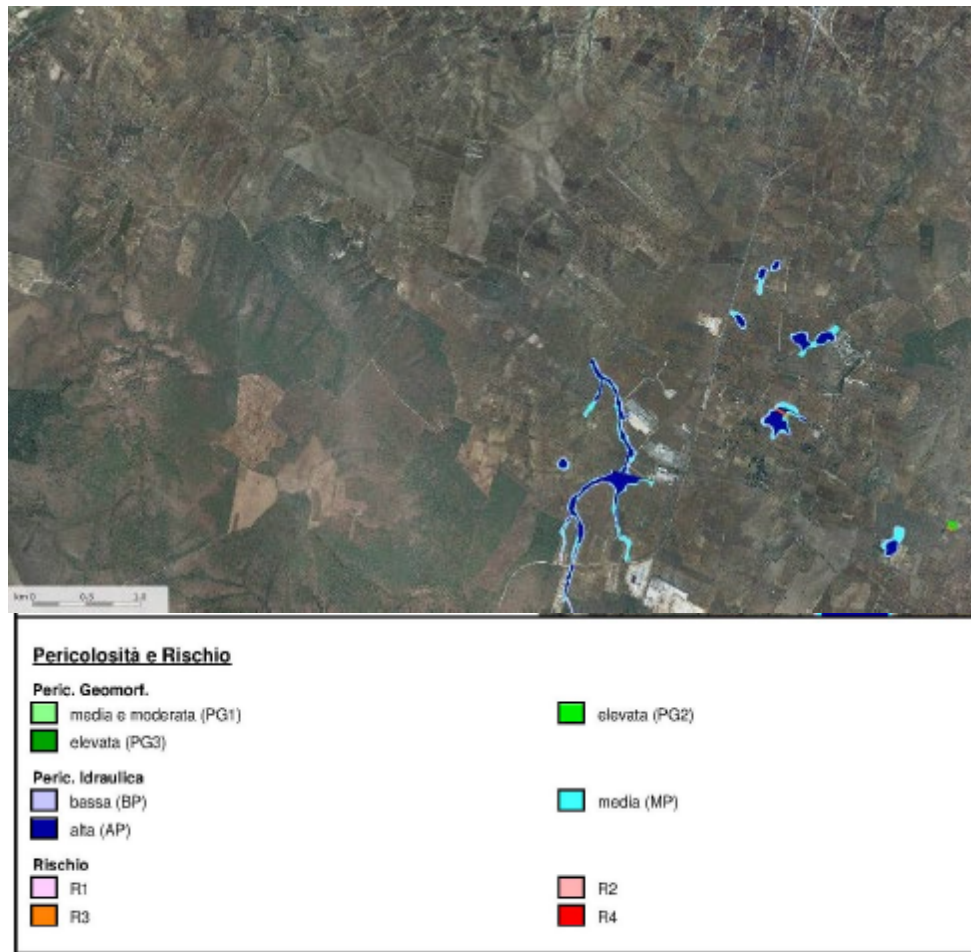 km 0 0.5 1.0
Pericolosità e Rischio
Peric. Geomorf.
media e moderata (PG1)
elevata (PG2)
elevata (PG3)
Peric. Idraulica
bassa (BP)
media (MP)
alta (AP)
Rischio
R1
R2
R3
R4